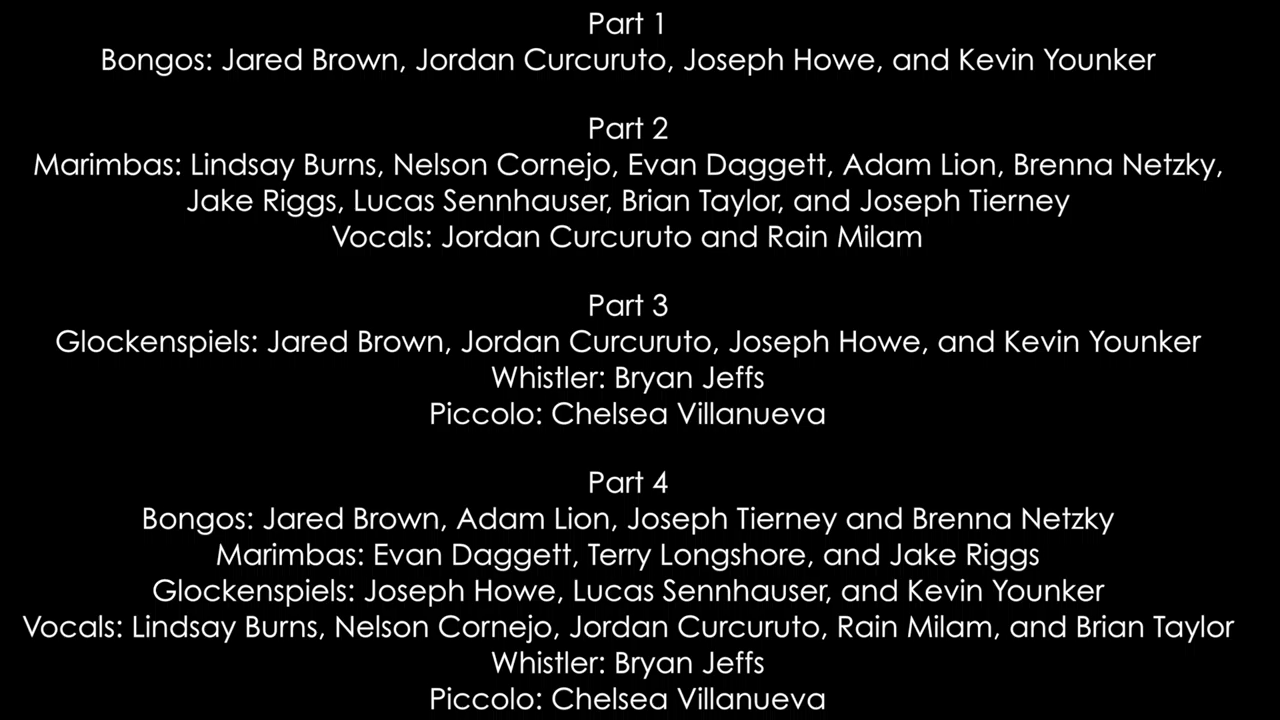 Part 1
Bongos: Jared Brown, Jordan Curcuruto, Joseph Howe, and Kevin Younker
Part 2
Marimbas: Lindsay Burns, Nelson Cornejo, Evan Daggett, Adam Lion, Brenna Netzky,
Jake Riggs, Lucas Sennhauser, Brian Taylor, and Joseph Tierney
Vocals: Jordan Curcuruto and Rain Milam
Part 3
Glockenspiels: Jared Brown, Jordan Curcuruto, Joseph Howe, and Kevin Younker
Whistler: Bryan Jeffs
Piccolo: Chelsea Villanueva
Part 4
Bongos: Jared Brown, Adam Lion, Joseph Tierney and Brenna Netzky
Marimbas: Evan Daggett, Terry Longshore, and Jake Riggs
Glockenspiels: Joseph Howe, Lucas Sennhauser, and Kevin Younker
Vocals: Lindsay Burns, Nelson Cornejo, Jordan Curcuruto, Rain Milam, and Brian Taylor
Whistler: Bryan Jeffs
Piccolo: Chelsea Villanueva